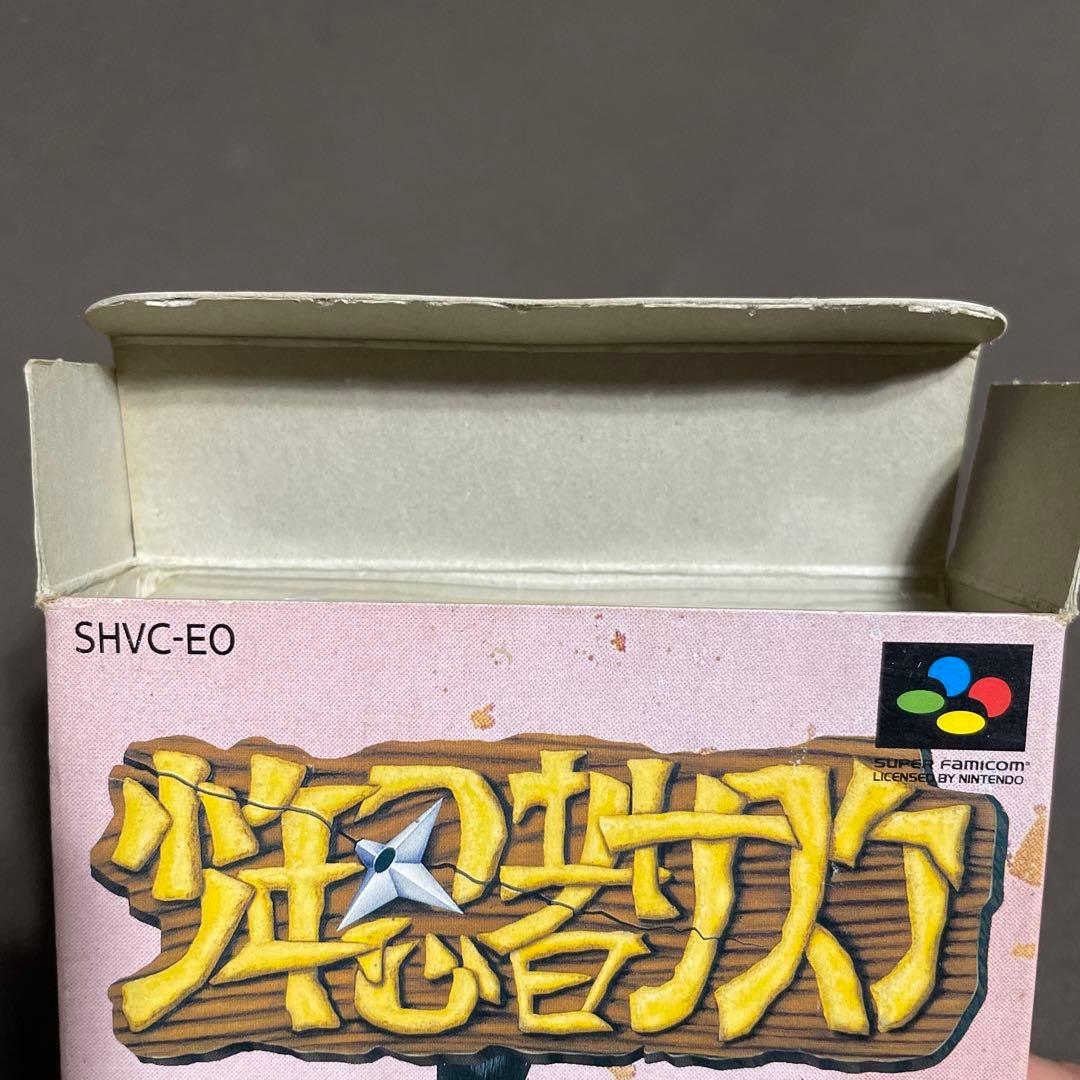 SHVC-EO
SUPER FAMICOM®
LICENSED BY NINTENDO
少年忍者サスケ